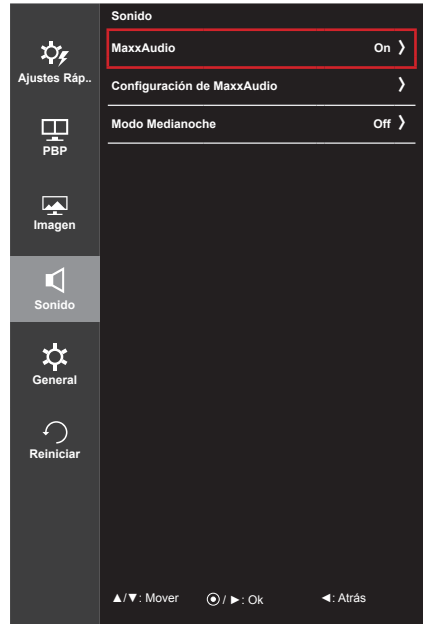 Ajustes Ráp..
PBP
Imagen
Sonido
General
Reiniciar
Sonido
MaxxAudio On ❯
Configuración de MaxxAudio ❯
Modo Medianoche Off ❯
▲/▼: Mover ⦿/ ►: Ok ◄: Atrás